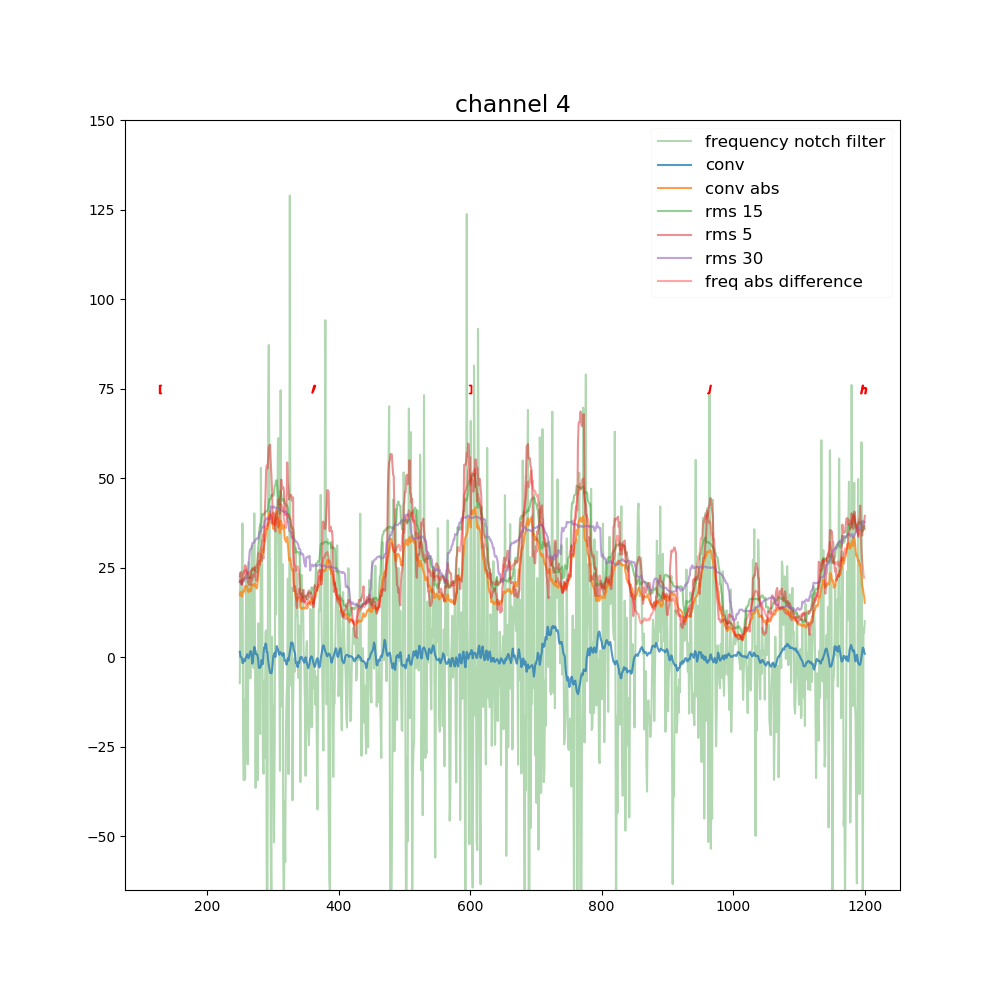 channel 4
150
125
100
75
50
25
0
−25
−50
200
400
600
800
1000
1200
frequency notch filter
conv
conv abs
rms 15
rms 5
rms 30
freq abs difference
[
]
h